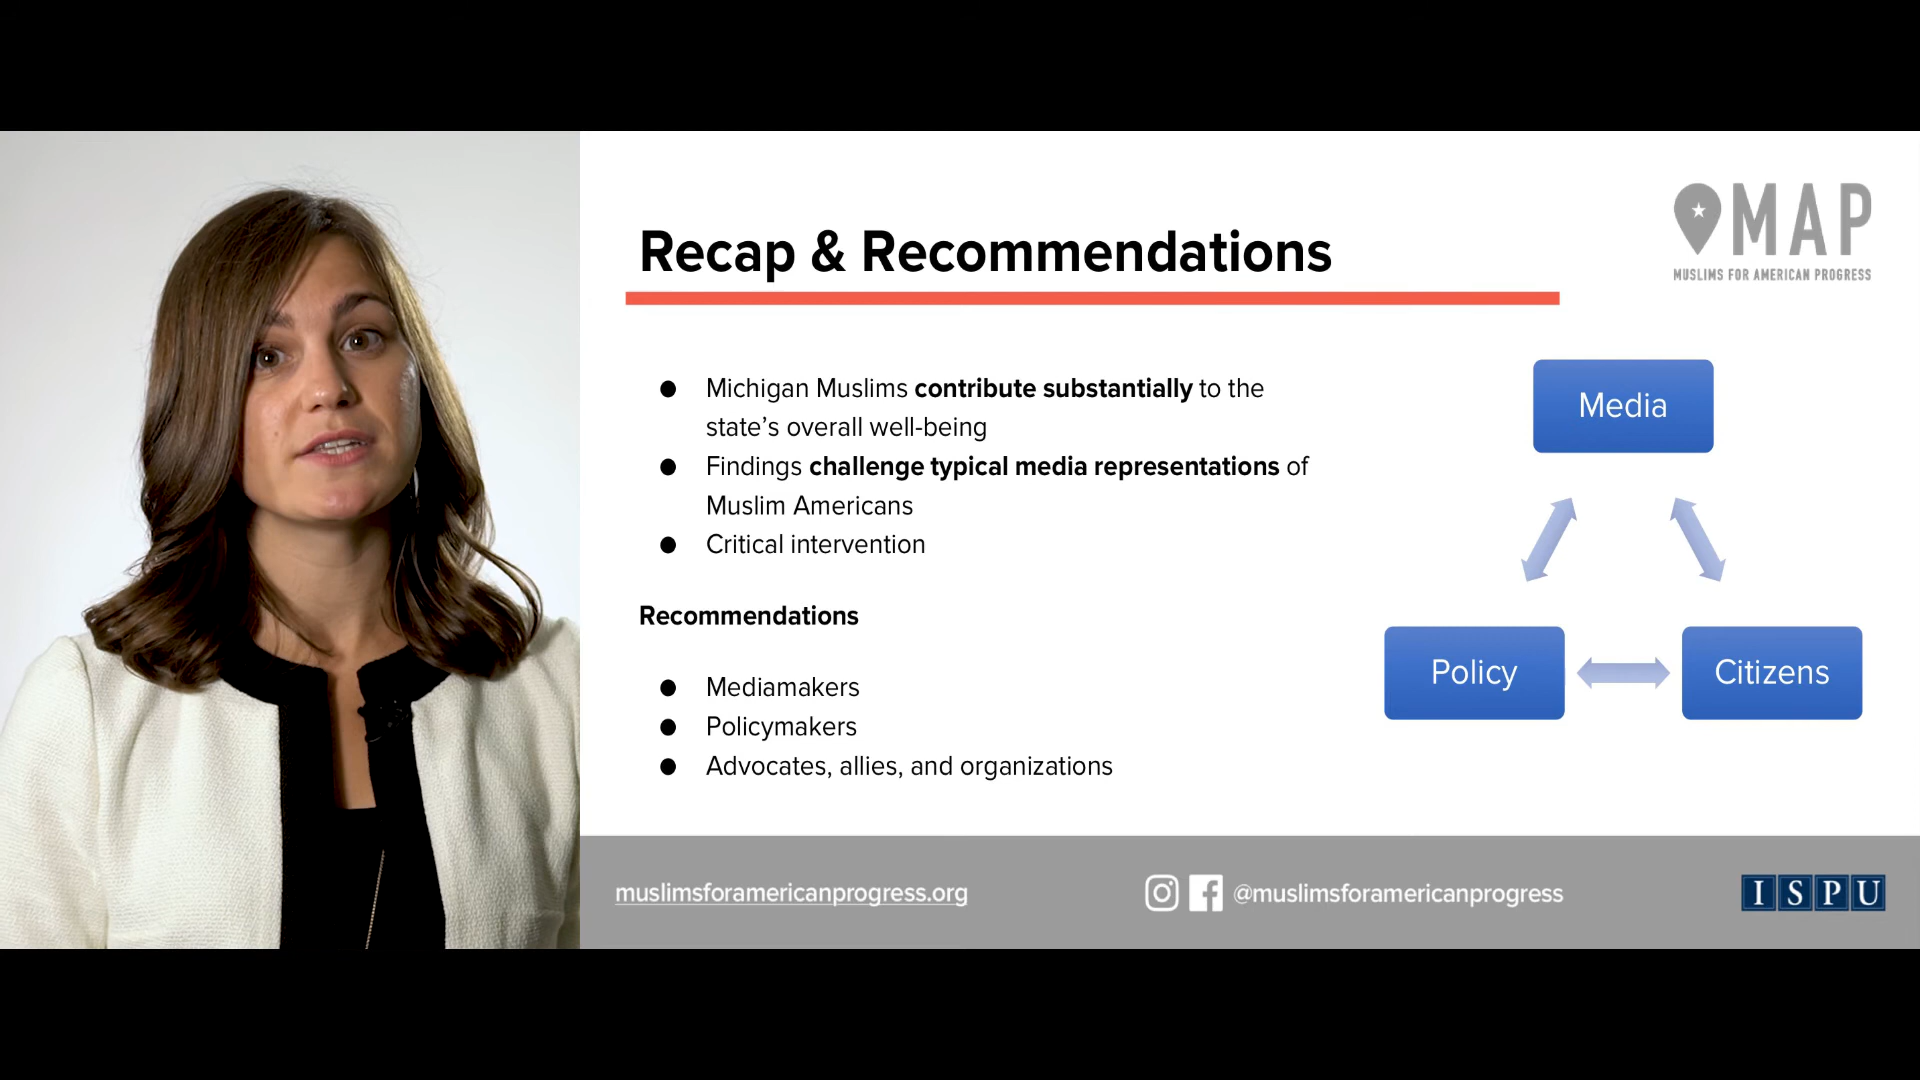 MAP
MUSLIMS FOR AMERICAN PROGRESS
Recap & Recommendations
● Michigan Muslims contribute substantially to the
state’s overall well-being
● Findings challenge typical media representations of
Muslim Americans
● Critical intervention
Recommendations
● Mediamakers
● Policymakers
● Advocates, allies, and organizations
Media
Policy
Citizens
muslimsforamericanprogress.org
@muslimsforamericanprogress
ISPU